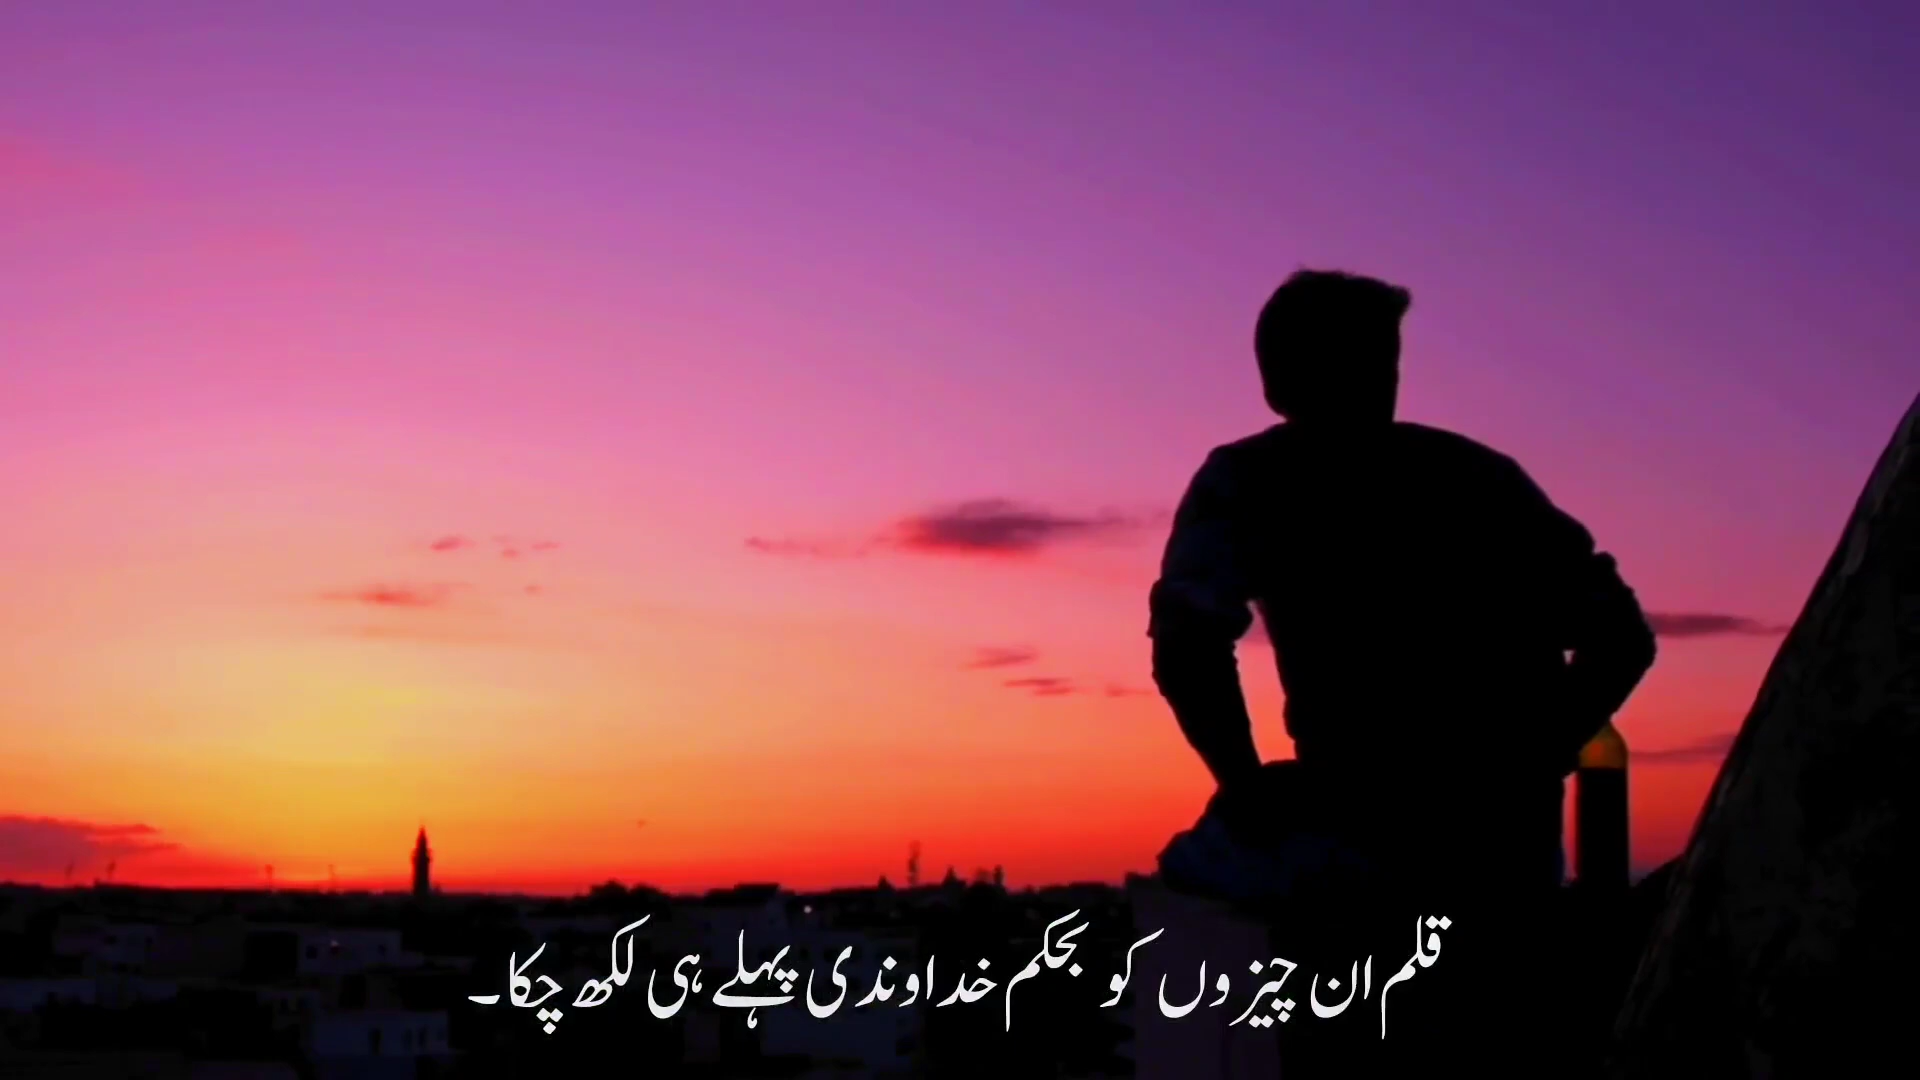 قلم ان چیزوں کو بحکم خداوندی پہلے ہی لکھ چکا۔